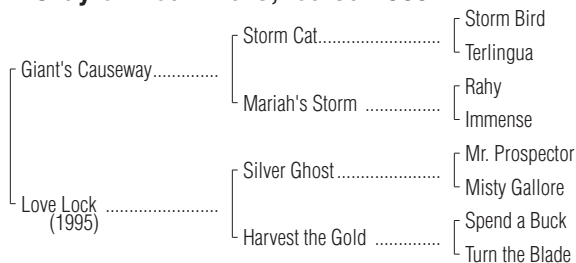 Storm Bird
Storm Cat
Terlingua
Giant's Causeway
Rahy
Mariah's Storm
Immense
Mr. Prospector
Silver Ghost
Misty Gallore
Love Lock
(1995)
Spend a Buck
Harvest the Gold
Turn the Blade